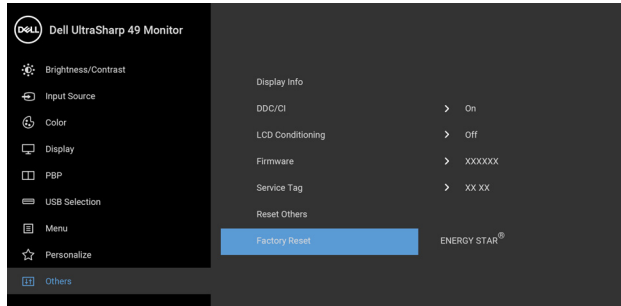 DELL Dell UltraSharp 49 Monitor
Brightness/Contrast
Input Source
Color
Display
PBP
USB Selection
Menu
Personalize
Others
Display Info
DDC/CI > On
LCD Conditioning > Off
Firmware > XXXXXX
Service Tag > XX XX
Reset Others
Factory Reset ENERGY STAR®